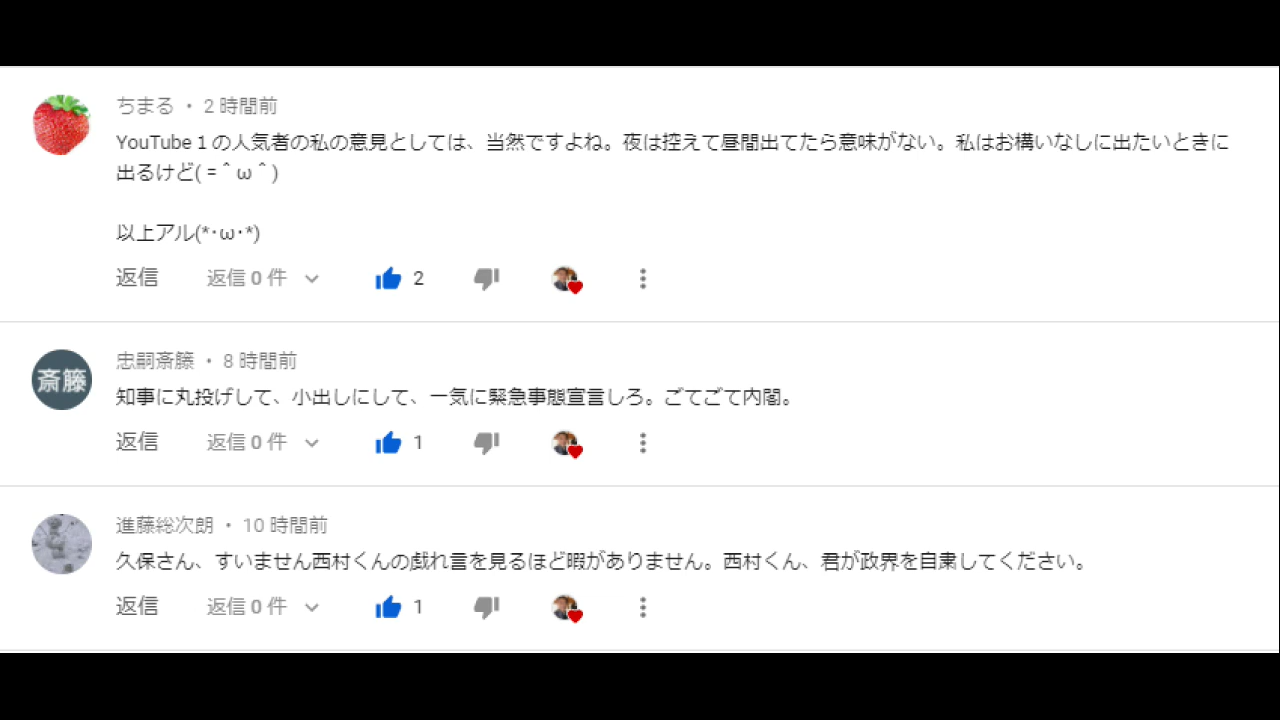 ちまる ・ 2 時間前
YouTube 1 の人気者の私の意見としては、当然ですよね。夜は控えて昼間出てたら意味がない。私はお構いなしに出たいときに
出るけど( = ˆ ω ˆ )
以上アル(*･ω･*)
返信 返信 0 件 2
斎籐
忠嗣斎籐 ・ 8 時間前
知事に丸投げして、小出しにして、一気に緊急事態宣言しろ。ごてごて内閣。
返信 返信 0 件 1
進藤総次朗 ・ 10 時間前
久保さん、すいません西村くんの戯れ言を見るほど暇がありません。西村くん、君が政界を自粛してください。
返信 返信 0 件 1